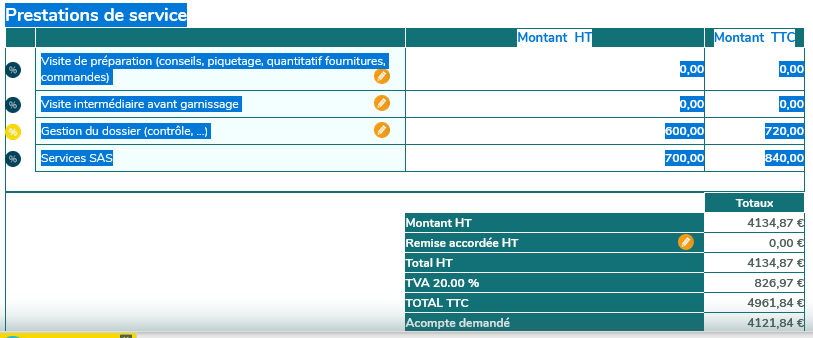 Prestations de service
Montant HT Montant TTC
% Visite de préparation (conseils, piquetage, quantitatif fournitures,
commandes) 0,00 0,00
% Visite intermédiaire avant garnissage 0,00 0,00
% Gestion du dossier (contrôle, ...) 600,00 720,00
% Services SAS 700,00 840,00
Totaux
Montant HT 4134,87 €
Remise accordée HT 0,00 €
Total HT 4134,87 €
TVA 20.00 % 826,97 €
TOTAL TTC 4961,84 €
Acompte demandé 4121,84 €